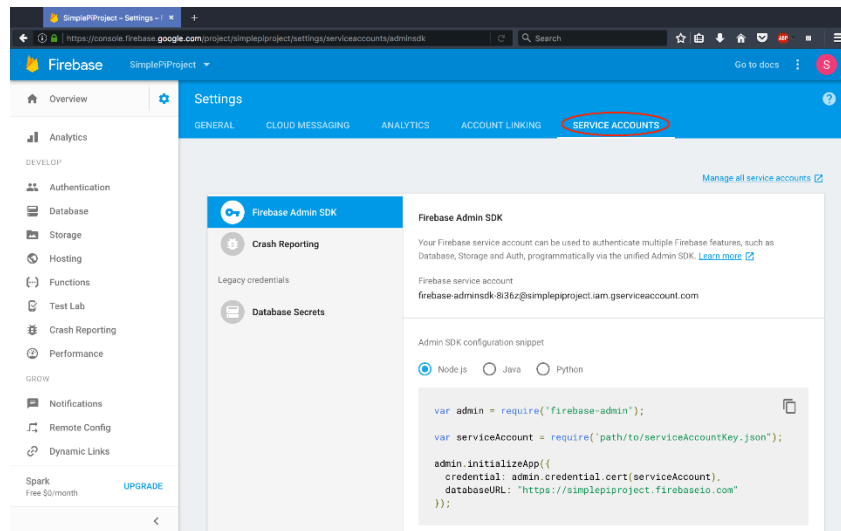 SimplePiProject – Settings – F
https://console.firebase.google.com/project/simplepiproject/settings/serviceaccounts/adminsdk
Search
ABP
Firebase
SimplePiProject
Go to docs
S
Overview
Settings
GENERAL
CLOUD MESSAGING
ANALYTICS
ACCOUNT LINKING
SERVICE ACCOUNTS
Analytics
DEVELOP
Authentication
Database
Storage
Hosting
Functions
Test Lab
Crash Reporting
Performance
GROW
Notifications
Remote Config
Dynamic Links
Spark
Free $0/month
UPGRADE
Manage all service accounts
Firebase Admin SDK
Crash Reporting
Legacy credentials
Database Secrets
Firebase Admin SDK
Your Firebase service account can be used to authenticate multiple Firebase features, such as
Database, Storage and Auth, programmatically via the unified Admin SDK. Learn more
Firebase service account
firebase-adminsdk-8i36z@simplepiproject.iam.gserviceaccount.com
Admin SDK configuration snippet
Node.js
Java
Python
var admin = require("firebase-admin");
var serviceAccount = require("path/to/serviceAccountKey.json");
admin.initializeApp({
credential: admin.credential.cert(serviceAccount),
databaseURL: "https://simplepiproject.firebaseio.com"
});